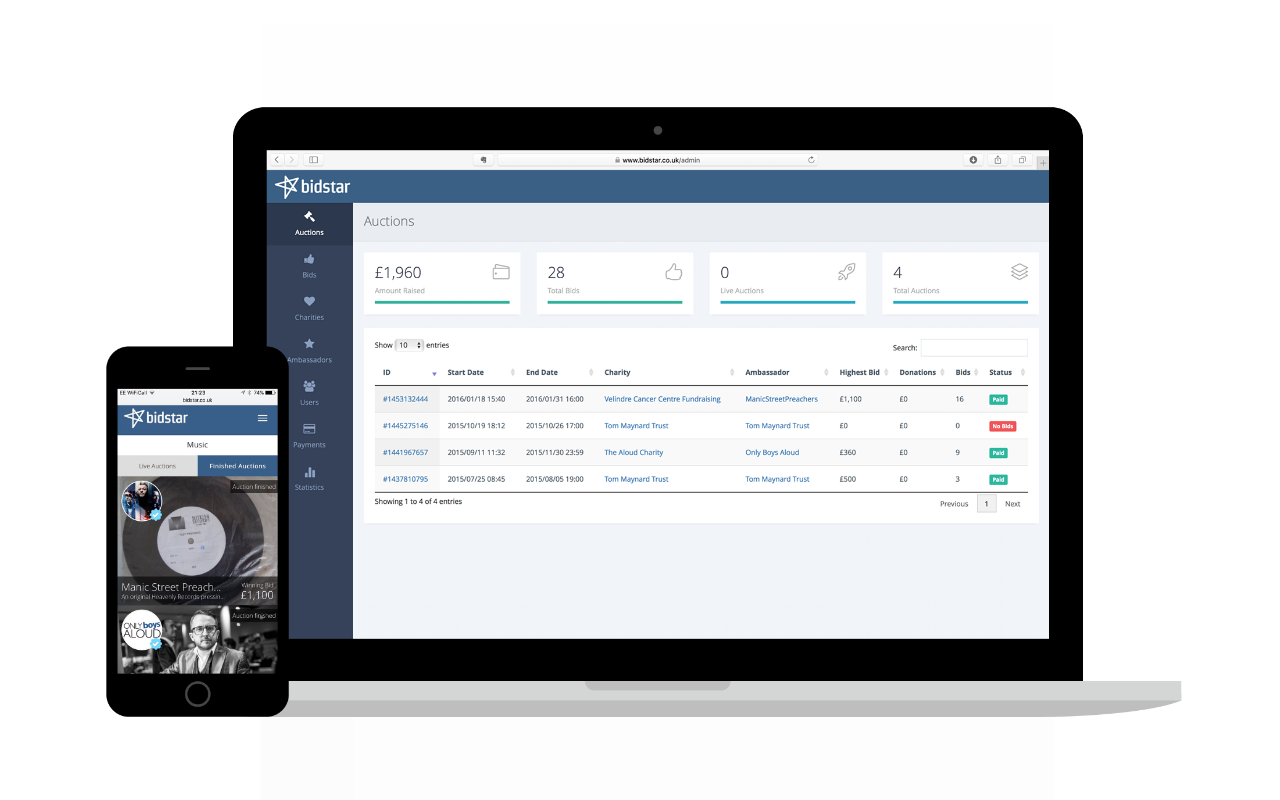 www.bidstar.co.uk/admin
bidstar
Auctions
Bids
Charities
Ambassadors
Users
Payments
Statistics
Auctions
£1,960
Amount Raised
28
Total Bids
0
Live Auctions
4
Total Auctions
Show 10 entries
Search:
ID Start Date End Date Charity Ambassador Highest Bid Donations Bids Status
#1453132444 2016/01/18 15:40 2016/01/31 16:00 Velindre Cancer Centre Fundraising ManicStreetPreachers £1,100 £0 16 Paid
#1445275146 2015/10/19 18:12 2015/10/26 17:00 Tom Maynard Trust Tom Maynard Trust £0 £0 0 No Bids
#1441967657 2015/09/11 11:32 2015/11/30 23:59 The Aloud Charity Only Boys Aloud £360 £0 9 Paid
#1437810795 2015/07/25 08:45 2015/08/05 19:00 Tom Maynard Trust Tom Maynard Trust £500 £0 3 Paid
Showing 1 to 4 of 4 entries
Previous 1 Next
EE WiFiCall 21:23 74%
bidstar.co.uk
bidstar
Music
Live Auctions Finished Auctions
Auction finished
Manic Street Preach...
An original Heavenly Records pressin...
Winning Bid
£1,100
Auction finished
ONLY boys
ALOUD